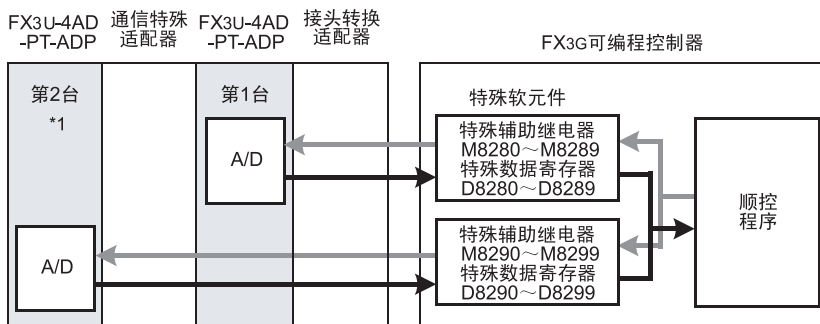 FX3U-4AD
-PT-ADP
通信特殊
适配器
FX3U-4AD
-PT-ADP
接头转换
适配器
FX3G可编程控制器
第2台
*1
第1台
A/D
A/D
特殊软元件
特殊辅助继电器
M8280～M8289
特殊数据寄存器
D8280～D8289
特殊辅助继电器
M8290～M8299
特殊数据寄存器
D8290～D8299
顺控
程序